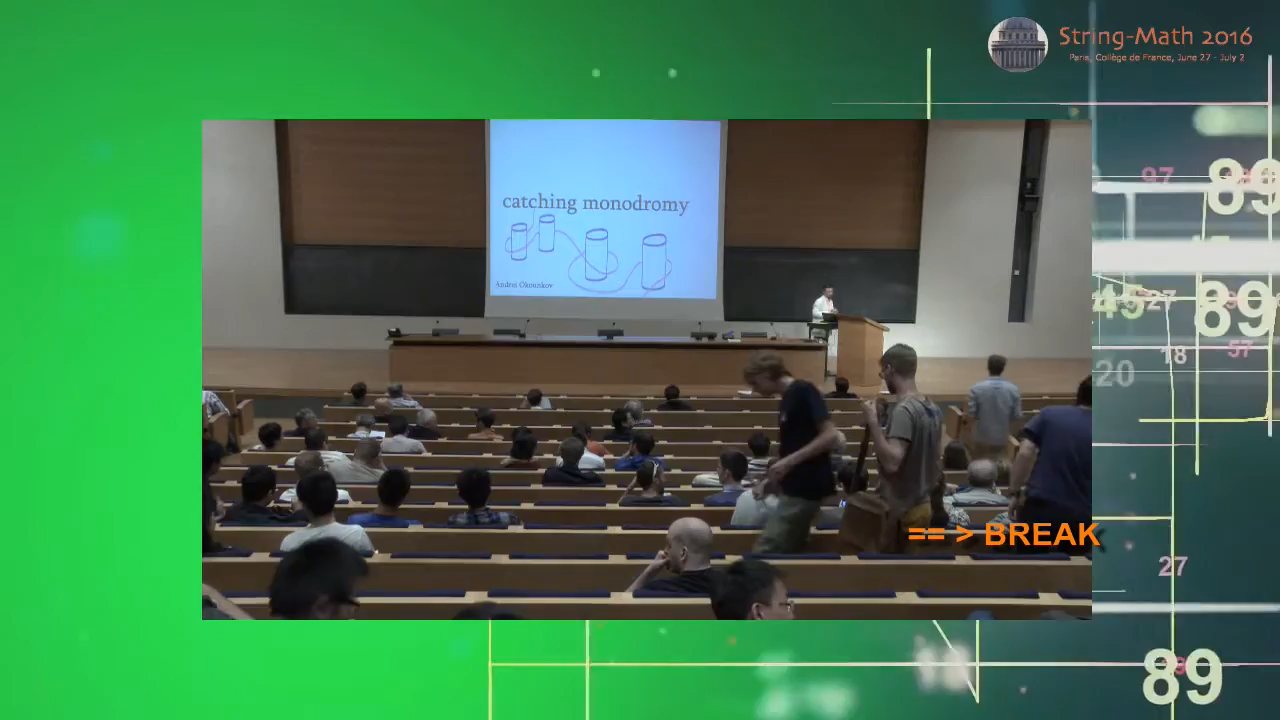 String-Math 2016
Paris, Collège de France, June 27 - July 2
catching monodromy
Andrei Okounkov
== > BREAK
97
89
45
27
89
18
57
20
27
89